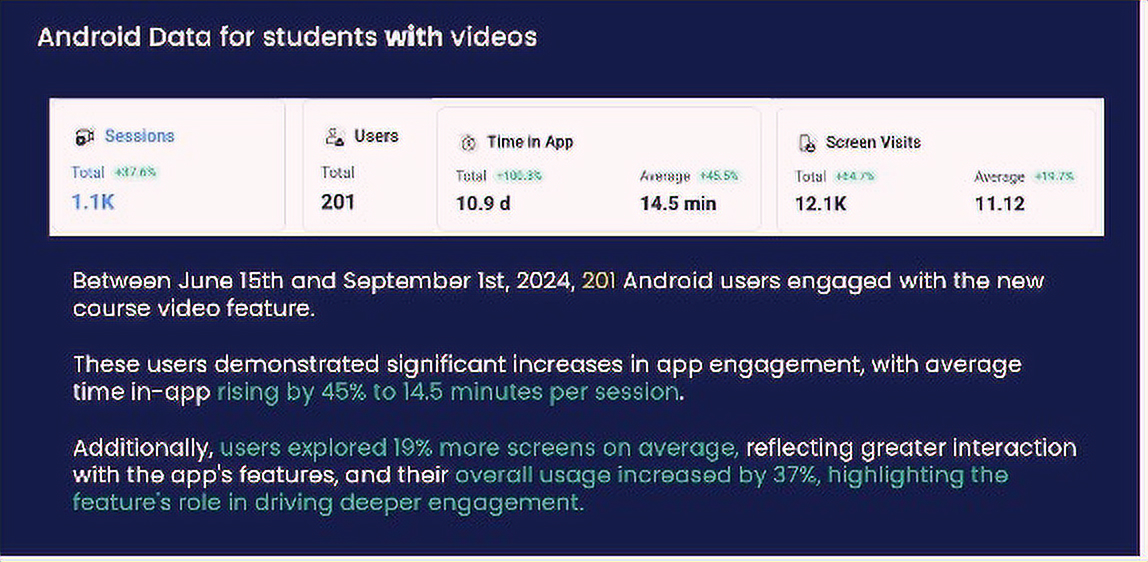 Android Data for students with videos
Sessions
Total +37.6%
1.1K
Users
Total
201
Time in App
Total +100.3%
10.9 d
Average +45.5%
14.5 min
Screen Visits
Total +64.7%
12.1K
Average +19.7%
11.12
Between June 15th and September 1st, 2024, 201 Android users engaged with the new
course video feature.
These users demonstrated significant increases in app engagement, with average
time in-app rising by 45% to 14.5 minutes per session.
Additionally, users explored 19% more screens on average, reflecting greater interaction
with the app's features, and their overall usage increased by 37%, highlighting the
feature's role in driving deeper engagement.